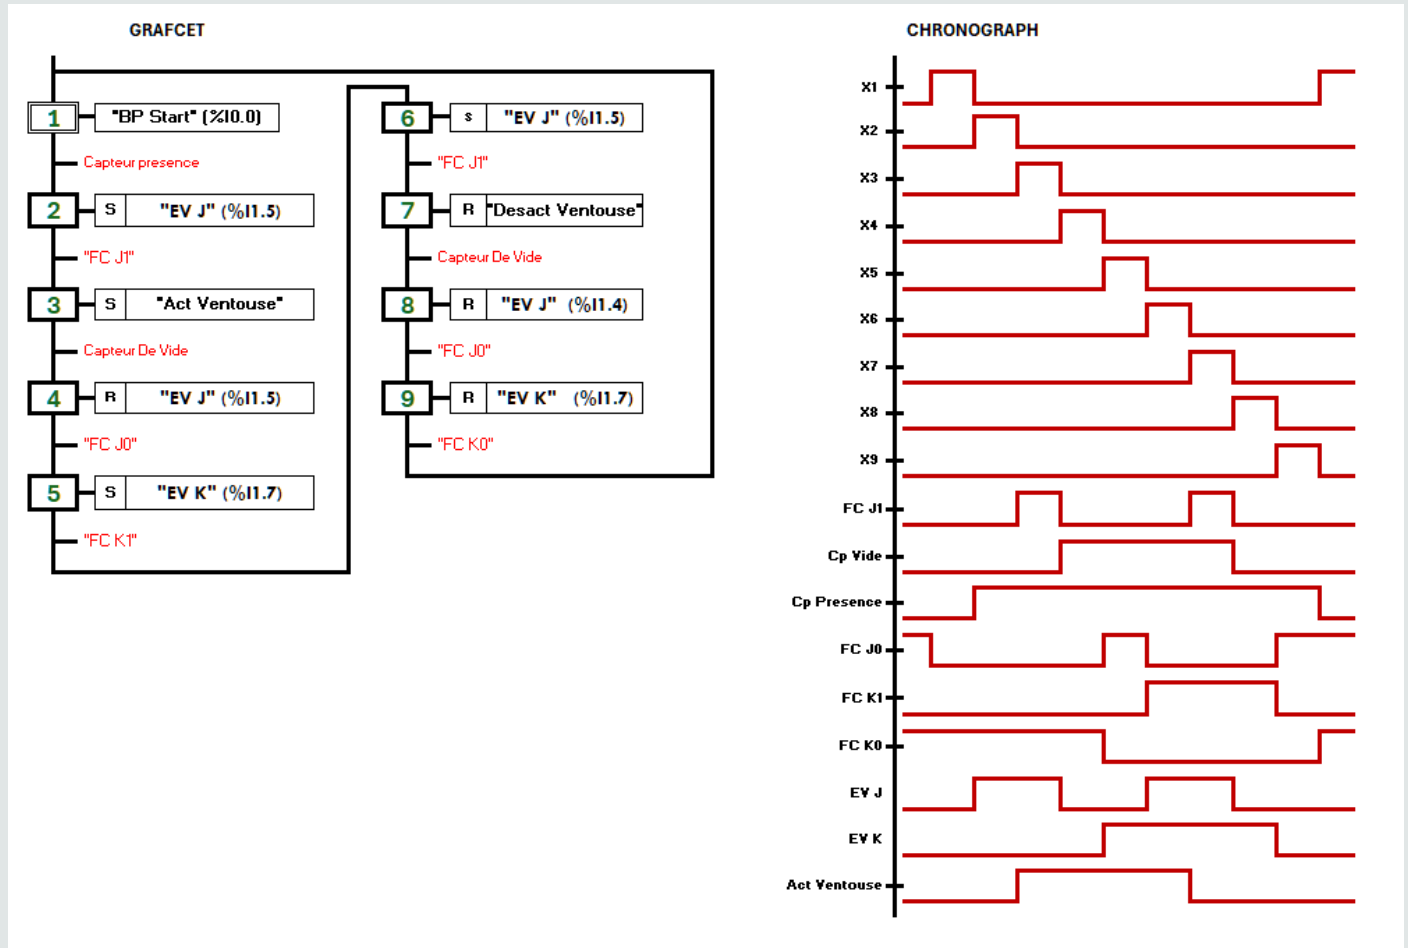 GRAFCET
1 "BP Start" (%I0.0)
Capteur presence
2 S "EV J" (%I1.5)
"FC J1"
3 S "Act Ventouse"
Capteur De Vide
4 R "EV J" (%I1.5)
"FC J0"
5 S "EV K" (%I1.7)
"FC K1"
6 s "EV J" (%I1.5)
"FC J1"
7 R "Desact Ventouse"
Capteur De Vide
8 R "EV J" (%I1.4)
"FC J0"
9 R "EV K" (%I1.7)
"FC K0"
CHRONOGRAPH
X1
X2
X3
X4
X5
X6
X7
X8
X9
FC J1
Cp Vide
Cp Presence
FC J0
FC K1
FC K0
EV J
EV K
Act Ventouse